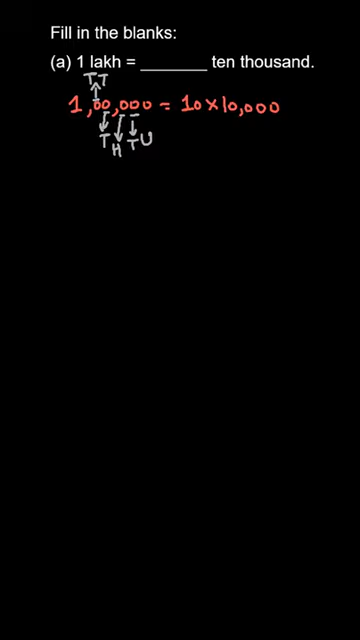 Fill in the blanks:
(a) 1 lakh = _______ ten thousand.
T T
1,00,000 = 10 x 10,000
T H T U